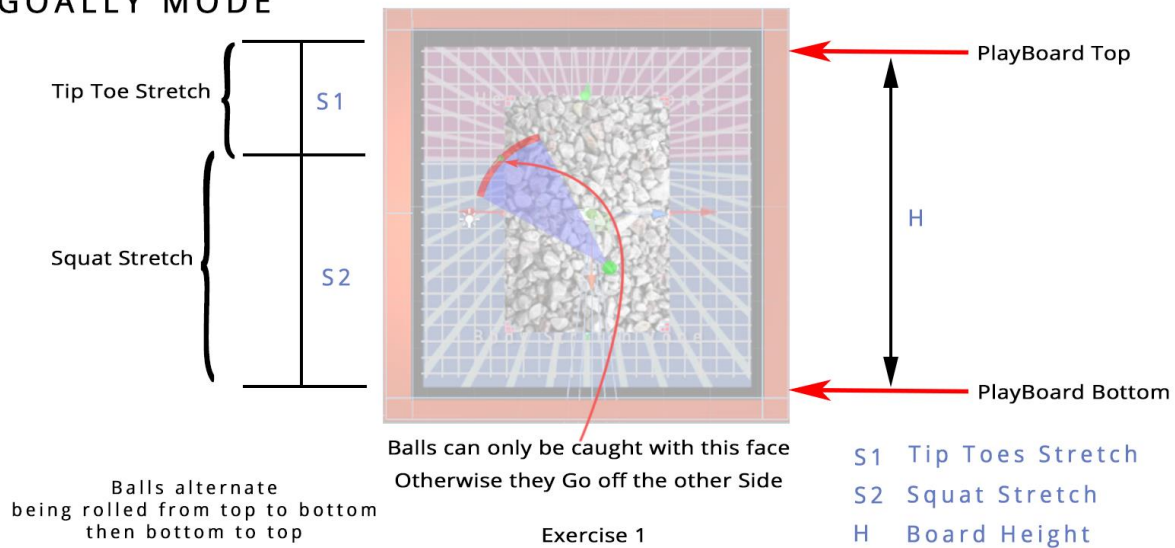 GOALLY MODE
PlayBoard Top
Tip Toe Stretch
S1
H
Squat Stretch
S2
PlayBoard Bottom
Balls can only be caught with this face
Otherwise they Go off the other Side
S1 Tip Toes Stretch
S2 Squat Stretch
H Board Height
Balls alternate
being rolled from top to bottom
then bottom to top
Exercise 1